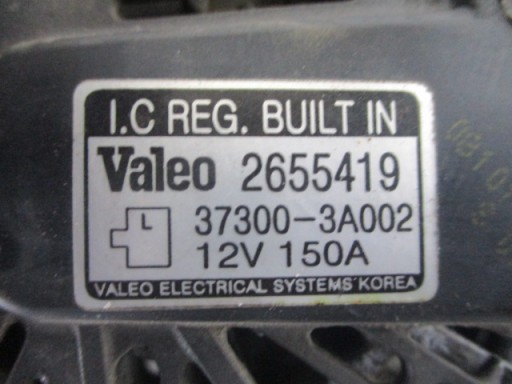 I.C REG. BUILT IN
Valeo 2655419
L 37300-3A002
12V 150A
VALEO ELECTRICAL SYSTEMS KOREA